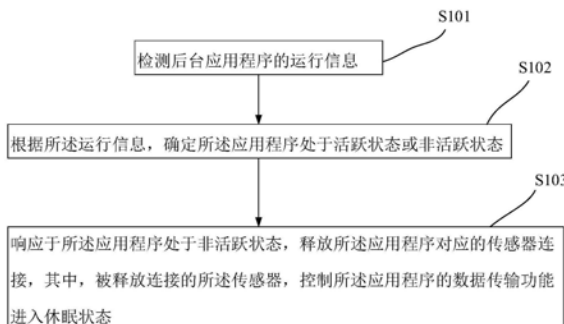 S101
检测后台应用程序的运行信息
S102
根据所述运行信息，确定所述应用程序处于活跃状态或非活跃状态
S103
响应于所述应用程序处于非活跃状态，释放所述应用程序对应的传感器连
接，其中，被释放连接的所述传感器，控制所述应用程序的数据传输功能
进入休眠状态